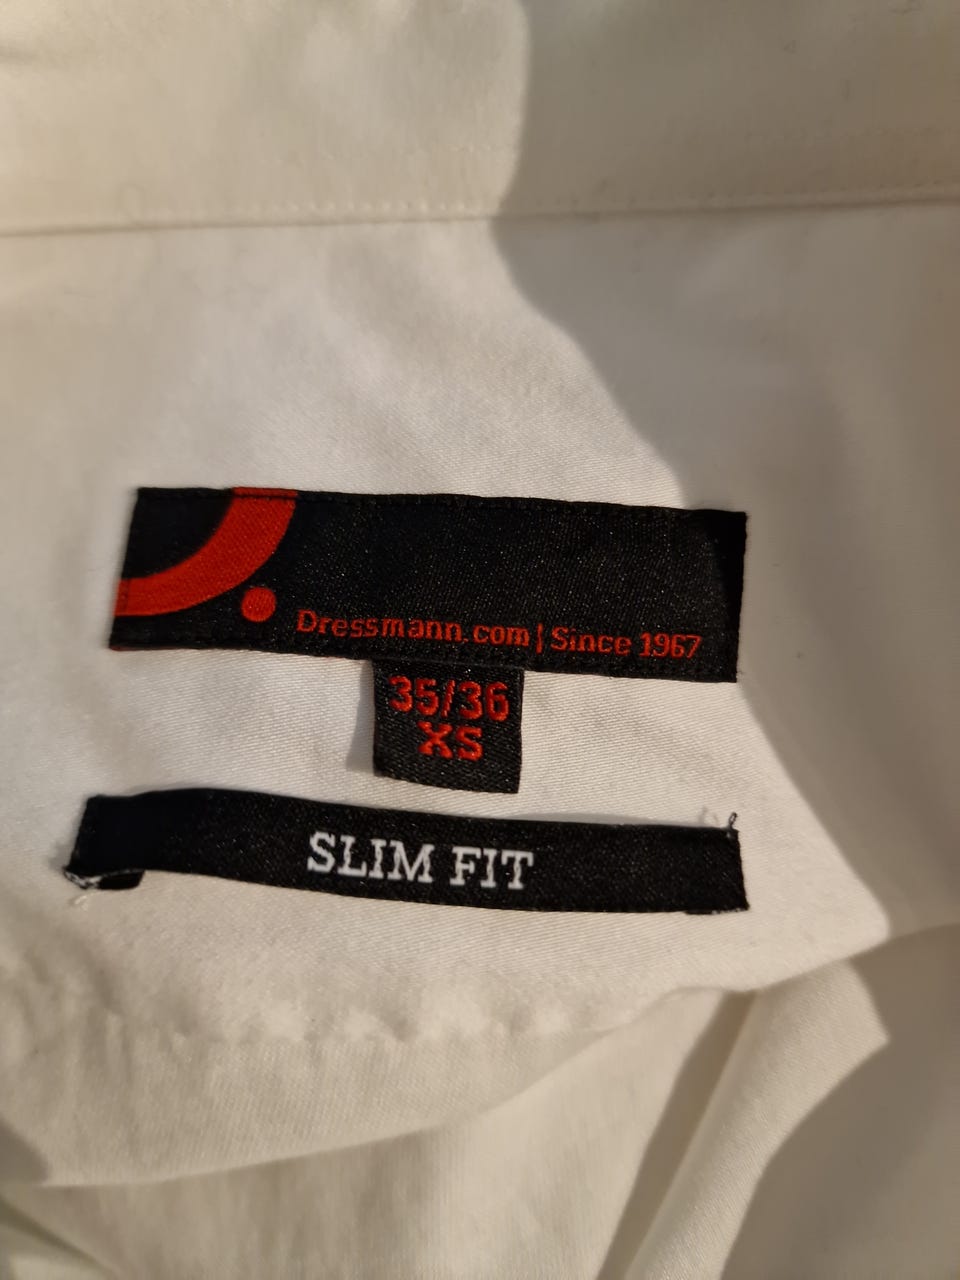 Dressmann.com | Since 1967
35/36
XS
SLIM FIT